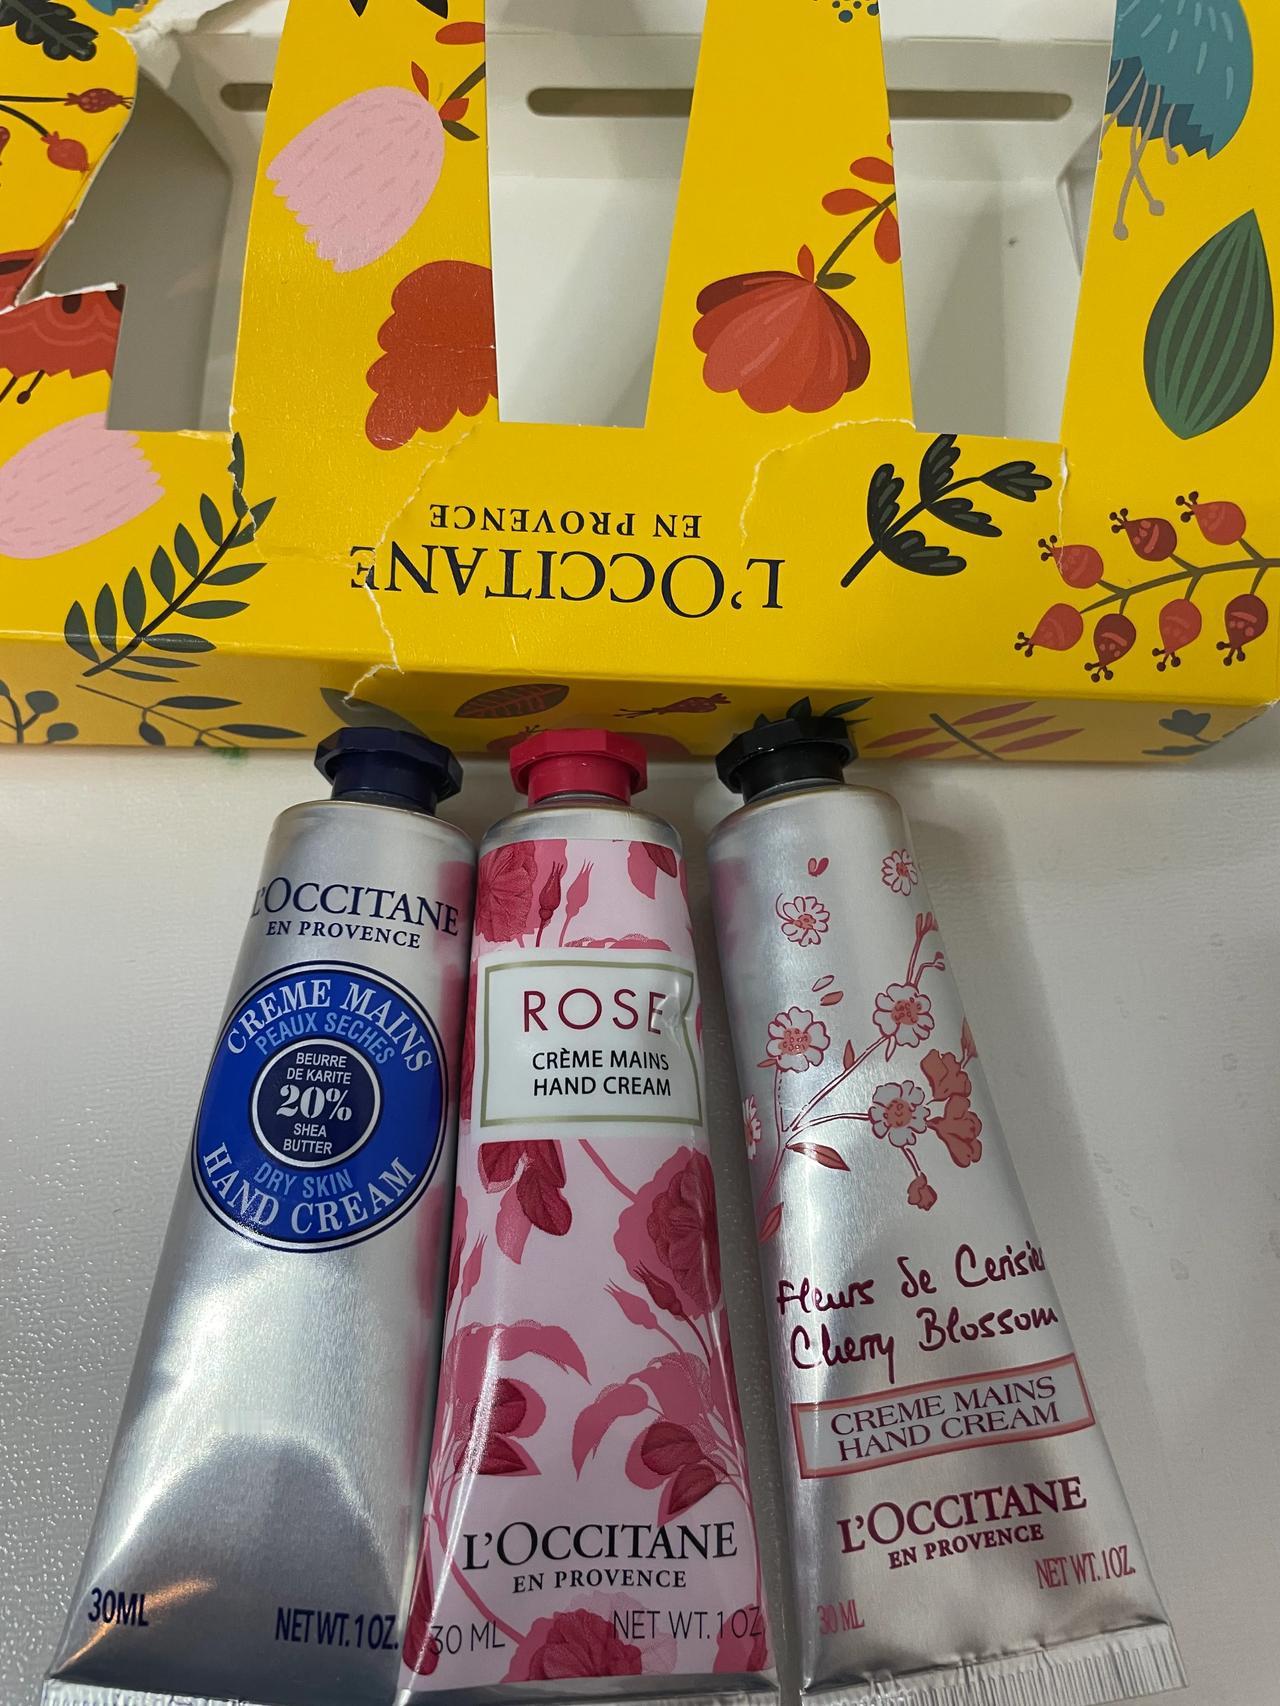 L'OCCITANE
EN PROVENCE
L'OCCITANE
EN PROVENCE
CREME MAINS
PEAUX SECHES
BEURRE
DE KARITE
20%
SHEA
BUTTER
DRY SKIN
HAND CREAM
30ML
NET WT. 1 OZ.
ROSE
CRÈME MAINS
HAND CREAM
L'OCCITANE
EN PROVENCE
30 ML
NET WT. 1 OZ
Fleurs de Cerisier
Cherry Blossom
CREME MAINS
HAND CREAM
L'OCCITANE
EN PROVENCE
NET WT. 1 OZ.
30 ML